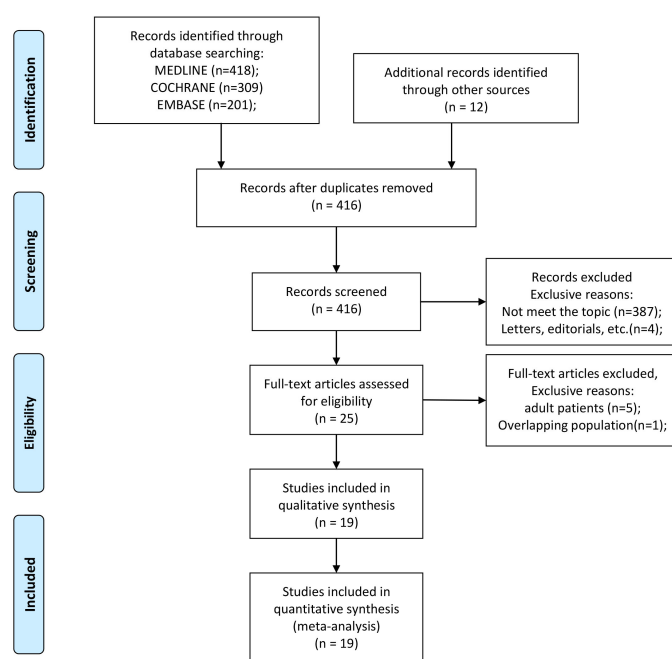 Identification
Records identified through
database searching:
MEDLINE (n=418);
COCHRANE (n=309)
EMBASE (n=201);
Additional records identified
through other sources
(n = 12)
Records after duplicates removed
(n = 416)
Screening
Records screened
(n = 416)
Records excluded
Exclusive reasons:
Not meet the topic (n=387);
Letters, editorials, etc.(n=4);
Eligibility
Full-text articles assessed
for eligibility
(n = 25)
Full-text articles excluded,
Exclusive reasons:
adult patients (n=5);
Overlapping population(n=1);
Studies included in
qualitative synthesis
(n = 19)
Included
Studies included in
quantitative synthesis
(meta-analysis)
(n = 19)